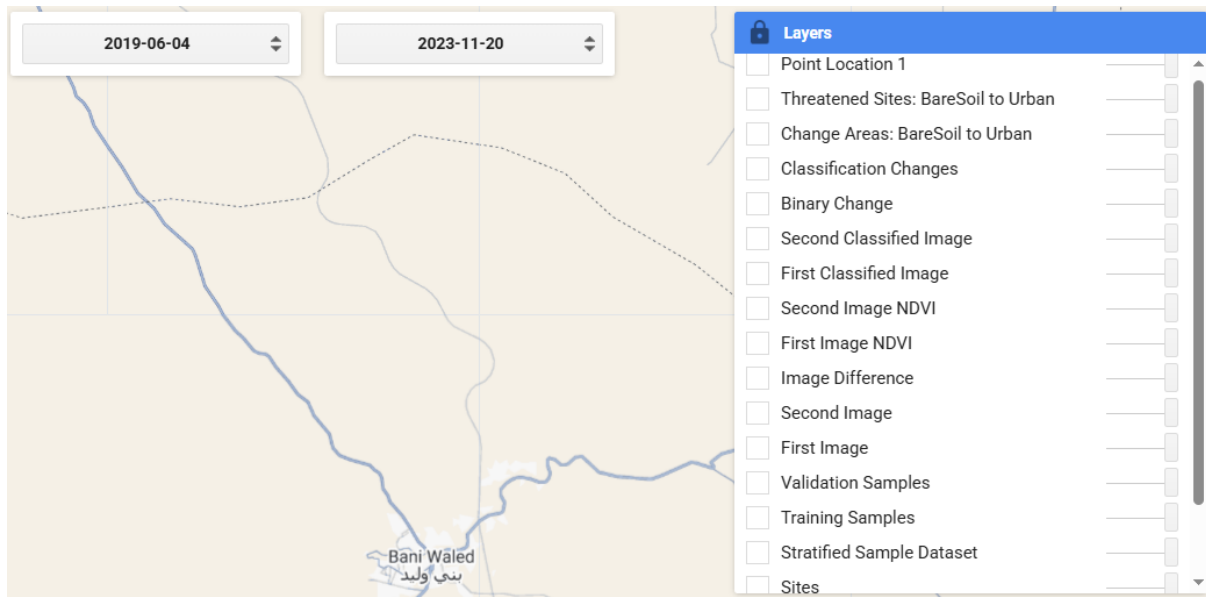 2019-06-04
2023-11-20
Layers
Point Location 1
Threatened Sites: BareSoil to Urban
Change Areas: BareSoil to Urban
Classification Changes
Binary Change
Second Classified Image
First Classified Image
Second Image NDVI
First Image NDVI
Image Difference
Second Image
First Image
Validation Samples
Training Samples
Stratified Sample Dataset
Sites
Bani Waled
بني وليد